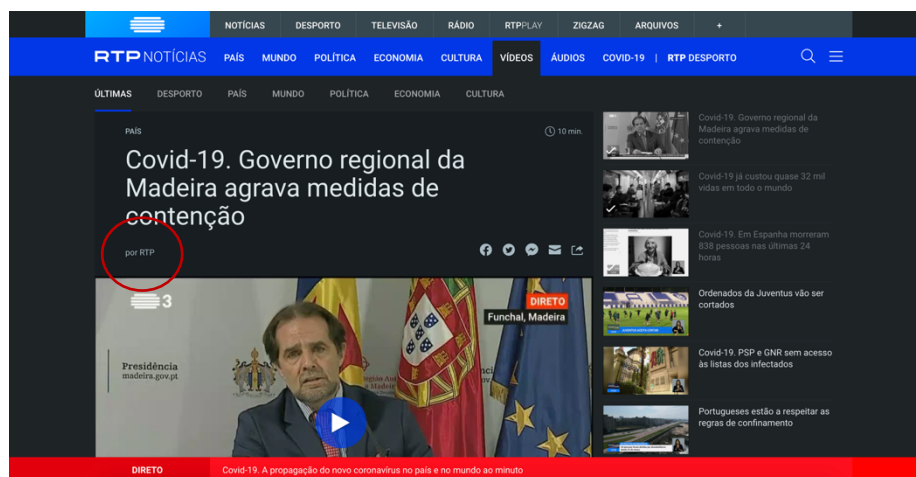 NOTÍCIAS DESPORTO TELEVISÃO RÁDIO RTPPLAY ZIGZAG ARQUIVOS +
RTP NOTÍCIAS PAÍS MUNDO POLÍTICA ECONOMIA CULTURA VÍDEOS ÁUDIOS COVID-19 | RTP DESPORTO
ÚLTIMAS DESPORTO PAÍS MUNDO POLÍTICA ECONOMIA CULTURA
PAÍS 10 min.
Covid-19. Governo regional da
Madeira agrava medidas de
contenção
por RTP
3
DIRETO
Funchal, Madeira
Presidência
madeira.gov.pt
Covid-19. Governo regional da
Madeira agrava medidas de
contenção
Covid-19 já custou quase 32 mil
vidas em todo o mundo
Covid-19. Em Espanha morreram
838 pessoas nas últimas 24
horas
Ordenados da Juventus vão ser
cortados
Covid-19. PSP e GNR sem acesso
às listas dos infectados
Portugueses estão a respeitar as
regras de confinamento
DIRETO Covid-19. A propagação do novo coronavírus no país e no mundo ao minuto